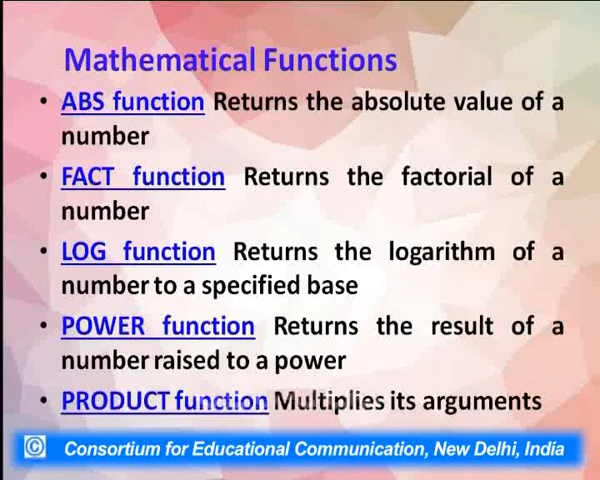 Mathematical Functions
• ABS function Returns the absolute value of a
number
• FACT function Returns the factorial of a
number
• LOG function Returns the logarithm of a
number to a specified base
• POWER function Returns the result of a
number raised to a power
• PRODUCT function Multiplies its arguments
© Consortium for Educational Communication, New Delhi, India